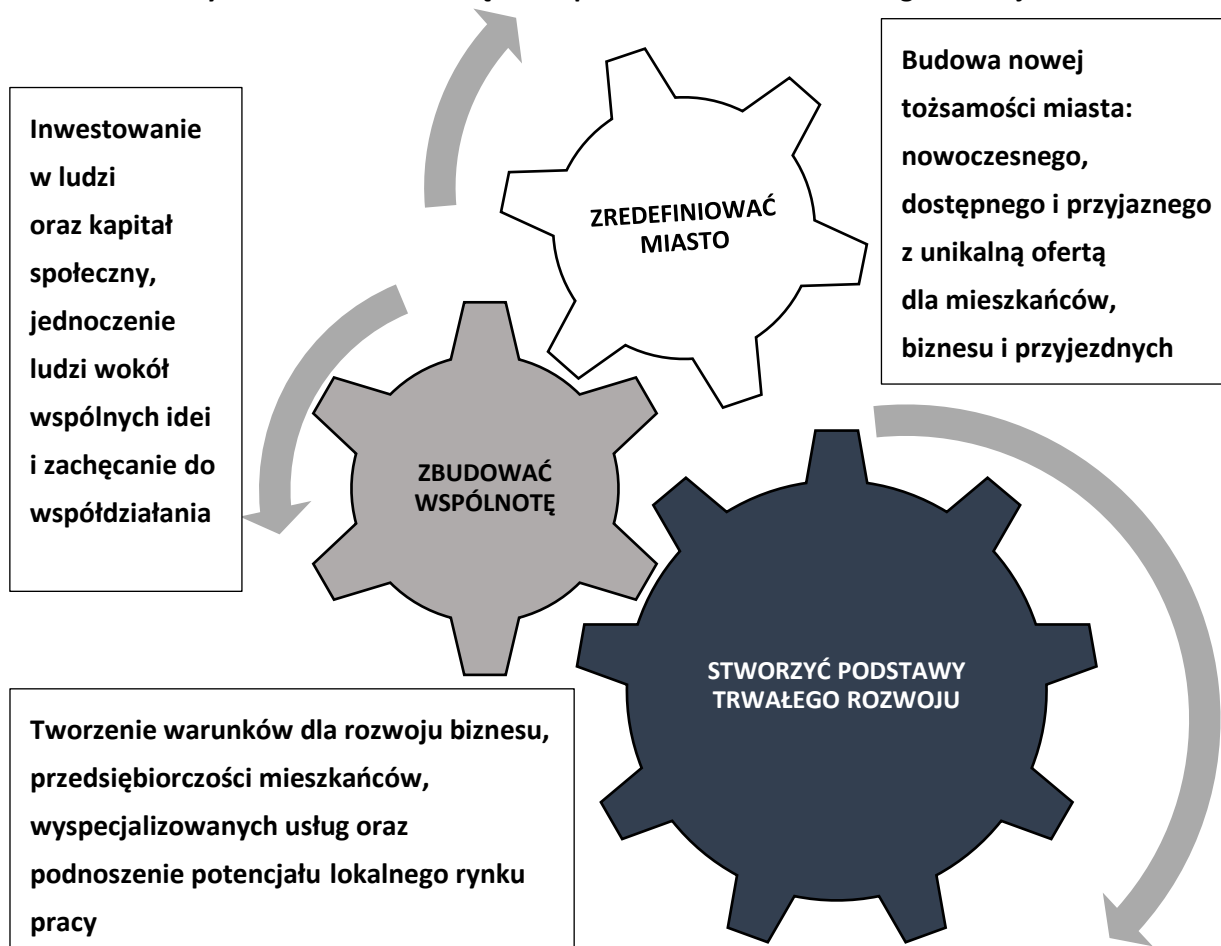 Inwestowanie
w ludzi
oraz kapitał
społeczny,
jednoczenie
ludzi wokół
wspólnych idei
i zachęcanie do
współdziałania
ZREDEFINIOWAĆ
MIASTO
Budowa nowej
tożsamości miasta:
nowoczesnego,
dostępnego i przyjaznego
z unikalną ofertą
dla mieszkańców,
biznesu i przyjezdnych
ZBUDOWAĆ
WSPÓLNOTĘ
STWORZYĆ PODSTAWY
TRWAŁEGO ROZWOJU
Tworzenie warunków dla rozwoju biznesu,
przedsiębiorczości mieszkańców,
wyspecjalizowanych usług oraz
podnoszenie potencjału lokalnego rynku
pracy